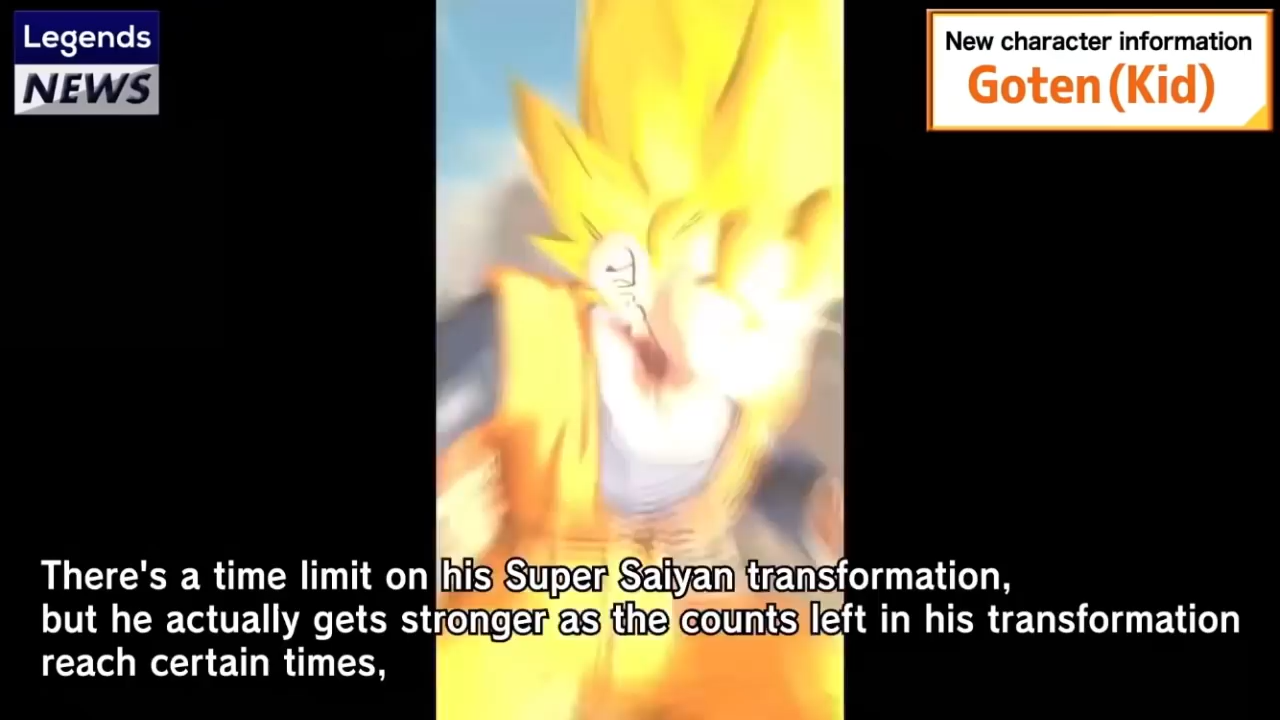 Legends
NEWS
New character information
Goten (Kid)
There's a time limit on his Super Saiyan transformation,
but he actually gets stronger as the counts left in his transformation
reach certain times,